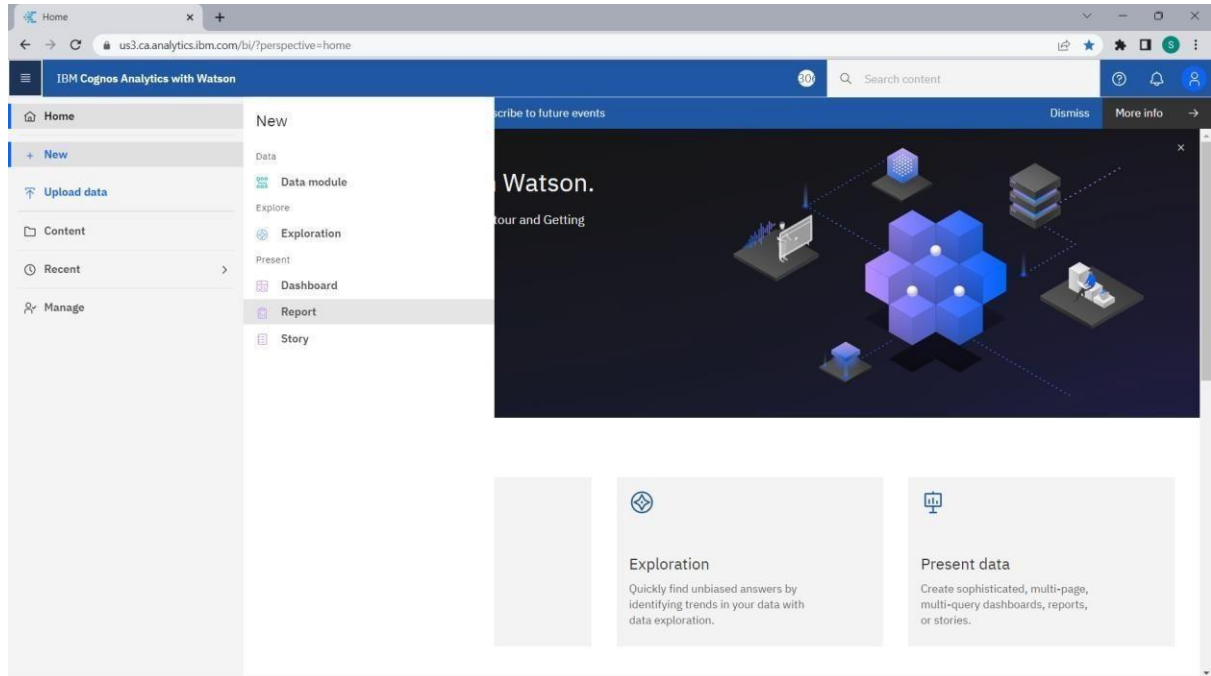 Home
us3.ca.analytics.ibm.com/bi/?perspective=home
S
IBM Cognos Analytics with Watson
Search content
Home
New
Upload data
Content
Recent
Manage
New
Data
Data module
Explore
Exploration
Present
Dashboard
Report
Story
scribe to future events
Dismiss
More info
Watson.
tour and Getting
Exploration
Quickly find unbiased answers by
identifying trends in your data with
data exploration.
Present data
Create sophisticated, multi-page,
multi-query dashboards, reports,
or stories.